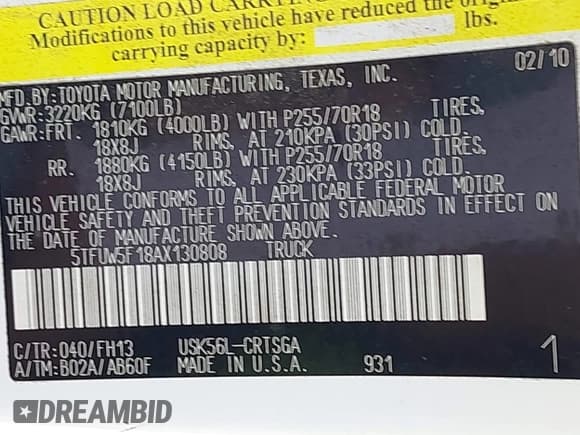 CAUTION LOAD CARRYING
Modifications to this vehicle have reduced the original
carrying capacity by: lbs.
MFD.BY:TOYOTA MOTOR MANUFACTURING, TEXAS, INC. 02/10
GVWR:3220KG (7100LB)
GAWR:FRT. 1810KG (4000LB) WITH P255/70R18 TIRES,
18X8J RIMS, AT 210KPA (30PSI) COLD.
RR. 1880KG (4150LB) WITH P255/70R18 TIRES,
18X8J RIMS, AT 230KPA (33PSI) COLD.
THIS VEHICLE CONFORMS TO ALL APPLICABLE FEDERAL MOTOR
VEHICLE SAFETY AND THEFT PREVENTION STANDARDS IN EFFECT ON
THE DATE OF MANUFACTURE SHOWN ABOVE.
5TFUW5F18AX130808 TRUCK
C/TR:040/FH13 USK56L-CRTSGA
A/TM:B02A/AB60F MADE IN U.S.A. 931 1
DREAMBID